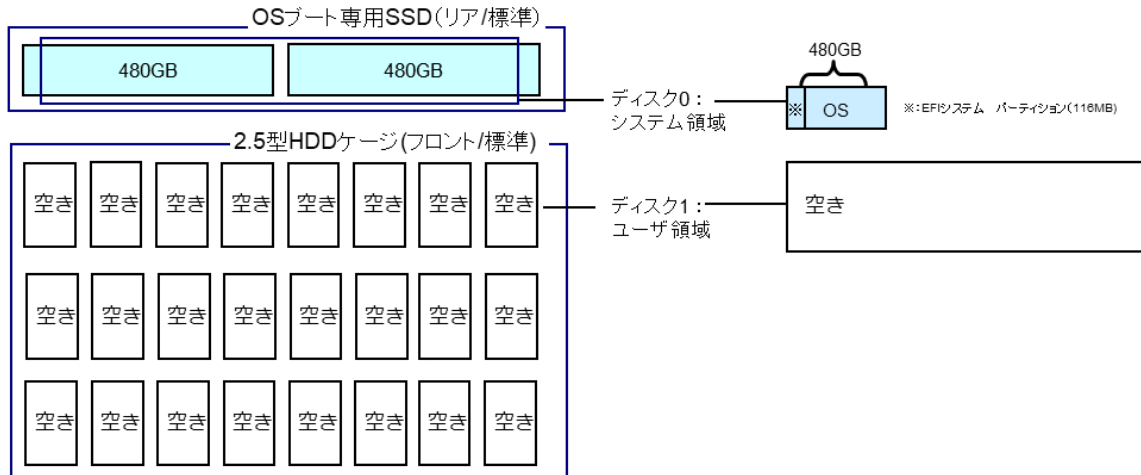 OSブート専用SSD(リア/標準)
480GB 480GB
ディスク0：
システム領域
480GB
※ OS
※:EFIシステム パーティション(116MB)
2.5型HDDケージ(フロント/標準)
空き 空き 空き 空き 空き 空き 空き 空き
ディスク1：
ユーザ領域
空き
空き 空き 空き 空き 空き 空き 空き 空き
空き 空き 空き 空き 空き 空き 空き 空き